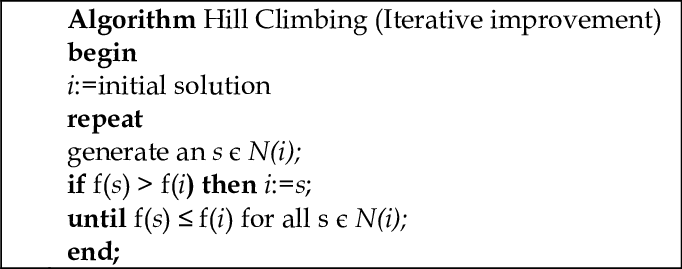 Algorithm Hill Climbing (Iterative improvement)
begin
i:=initial solution
repeat
generate an s ϵ N(i);
if f(s) > f(i) then i:=s;
until f(s) ≤ f(i) for all s ϵ N(i);
end;